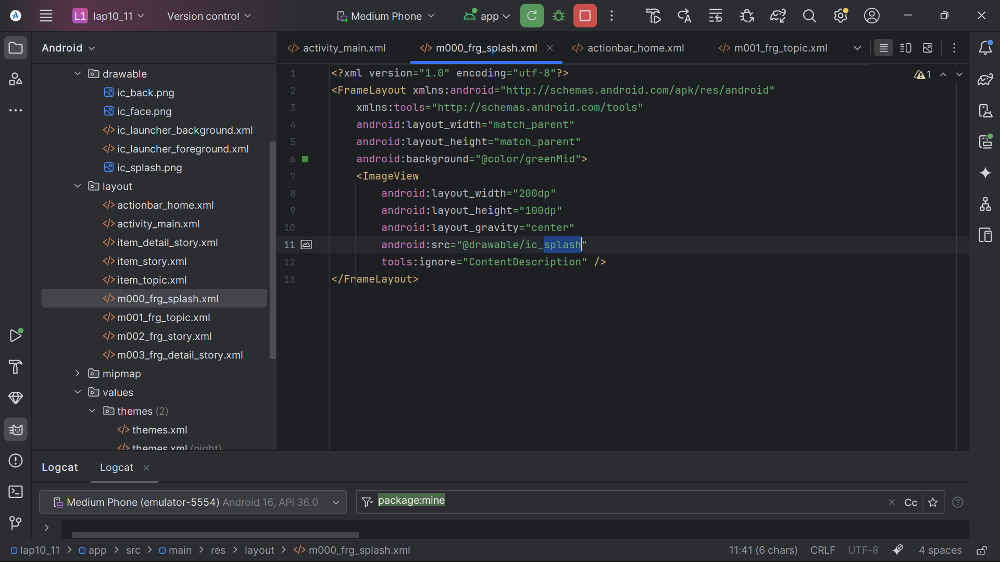 L1 lap10_11 Version control Medium Phone app
Android
activity_main.xml m000_frg_splash.xml actionbar_home.xml m001_frg_topic.xml
drawable
ic_back.png
ic_face.png
ic_launcher_background.xml
ic_launcher_foreground.xml
ic_splash.png
layout
actionbar_home.xml
activity_main.xml
item_detail_story.xml
item_story.xml
item_topic.xml
m000_frg_splash.xml
m001_frg_topic.xml
m002_frg_story.xml
m003_frg_detail_story.xml
mipmap
values
themes (2)
themes.xml
themes.xml (night)
1 <?xml version="1.0" encoding="utf-8"?>
2 <FrameLayout xmlns:android="http://schemas.android.com/apk/res/android"
3 xmlns:tools="http://schemas.android.com/tools"
4 android:layout_width="match_parent"
5 android:layout_height="match_parent"
6 android:background="@color/greenMid">
7 <ImageView
8 android:layout_width="200dp"
9 android:layout_height="100dp"
10 android:layout_gravity="center"
11 android:src="@drawable/ic_splash"
12 tools:ignore="ContentDescription" />
13 </FrameLayout>
1
Logcat Logcat
Medium Phone (emulator-5554) Android 16, API 36.0 package:mine Cc
lap10_11 > app > src > main > res > layout > m000_frg_splash.xml 11:41 (6 chars) CRLF UTF-8 4 spaces